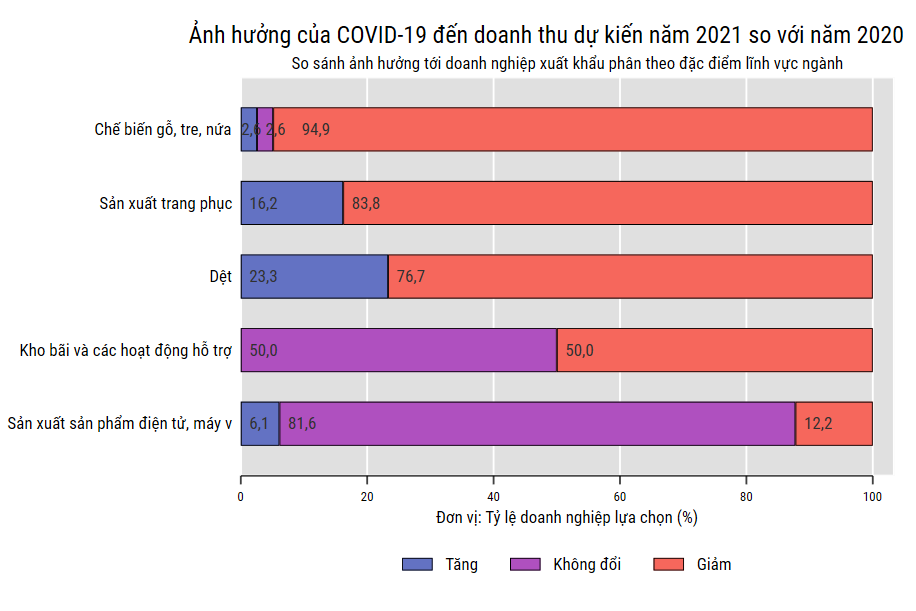 Ảnh hưởng của COVID-19 đến doanh thu dự kiến năm 2021 so với năm 2020
So sánh ảnh hưởng tới doanh nghiệp xuất khẩu phân theo đặc điểm lĩnh vực ngành
Chế biến gỗ, tre, nứa 2,6 2,6 94,9
Sản xuất trang phục 16,2 83,8
Dệt 23,3 76,7
Kho bãi và các hoạt động hỗ trợ 50,0 50,0
Sản xuất sản phẩm điện tử, máy v 6,1 81,6 12,2
0 20 40 60 80 100
Đơn vị: Tỷ lệ doanh nghiệp lựa chọn (%)
Tăng Không đổi Giảm